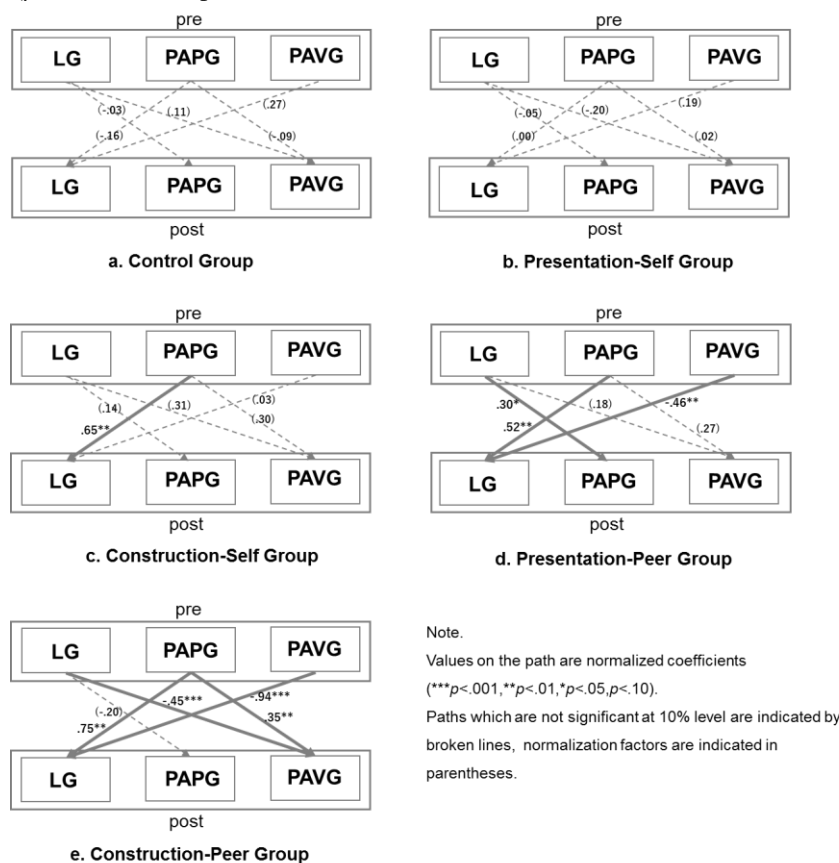 pre
pre
LG PAPG PAVG
LG PAPG PAVG
(-.03) (.11) (.27)
(-.05) (-.20) (.19)
(-.16) (-.09)
(.00) (.02)
LG PAPG PAVG
LG PAPG PAVG
post
post
a. Control Group
b. Presentation-Self Group
pre
pre
LG PAPG PAVG
LG PAPG PAVG
(.14) (.31) (.03)
.30* (.18) -.46**
.65** (.30)
.52** (.27)
LG PAPG PAVG
LG PAPG PAVG
post
post
c. Construction-Self Group
d. Presentation-Peer Group
pre
LG PAPG PAVG
(-.20) -.45*** -.94***
.75** .35**
LG PAPG PAVG
post
e. Construction-Peer Group
Note.
Values on the path are normalized coefficients
(***p<.001,**p<.01,*p<.05,p<.10).
Paths which are not significant at 10% level are indicated by
broken lines, normalization factors are indicated in
parentheses.